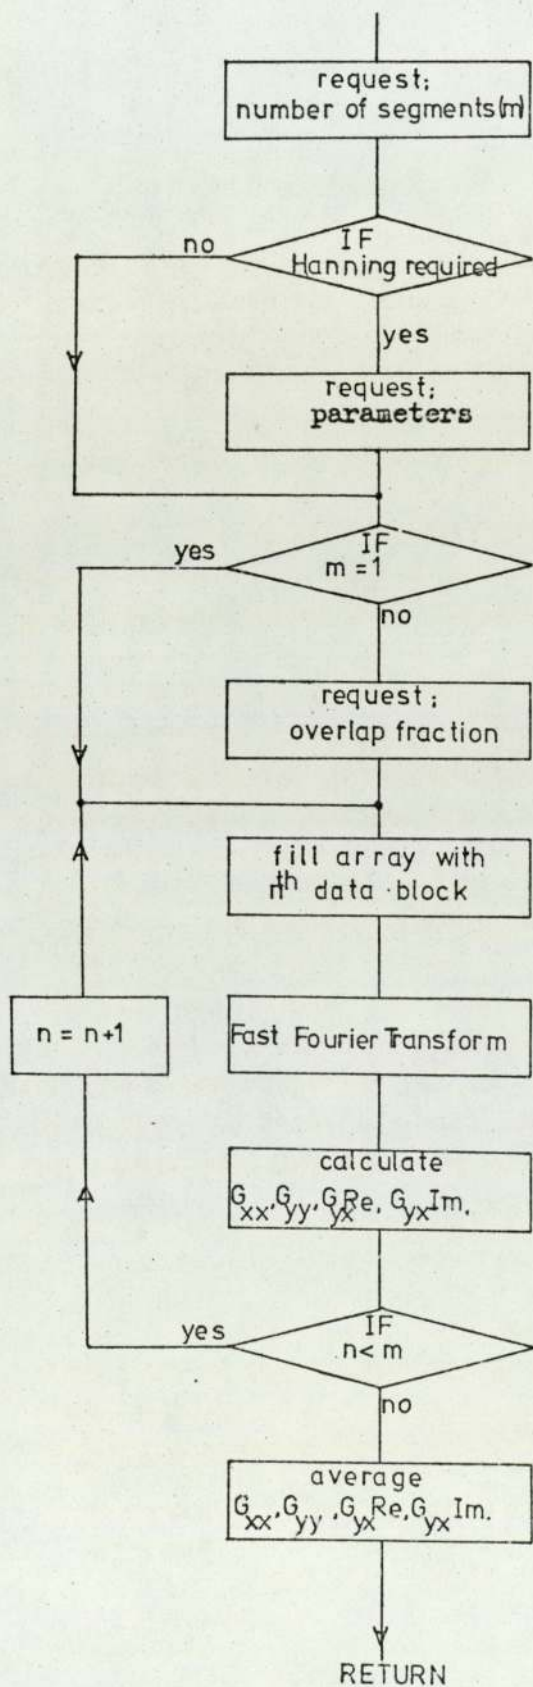 request;
number of segments(m)
IF
Hanning required
no
yes
request;
parameters
IF
m = 1
yes
no
request;
overlap fraction
fill array with
nth data block
n = n+1
Fast Fourier Transform
calculate
Gxx, Gyy, GyxRe, GyxIm.
IF
n< m
yes
no
average
Gxx, Gyy, GyxRe, GyxIm.
RETURN